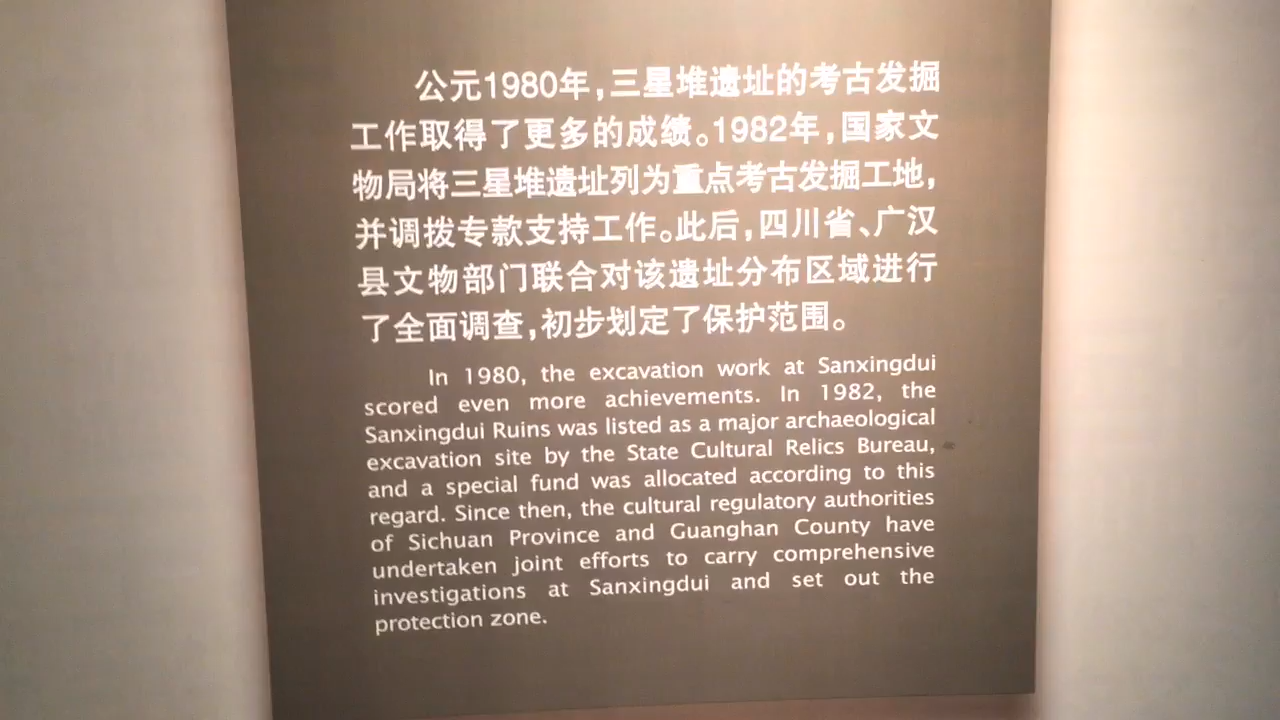 公元1980年，三星堆遗址的考古发掘
工作取得了更多的成绩。1982年，国家文
物局将三星堆遗址列为重点考古发掘工地，
并调拨专款支持工作。此后，四川省、广汉
县文物部门联合对该遗址分布区域进行
了全面调查，初步划定了保护范围。
In 1980, the excavation work at Sanxingdui
scored even more achievements. In 1982, the
Sanxingdui Ruins was listed as a major archaeological
excavation site by the State Cultural Relics Bureau,
and a special fund was allocated according to this
regard. Since then, the cultural regulatory authorities
of Sichuan Province and Guanghan County have
undertaken joint efforts to carry comprehensive
investigations at Sanxingdui and set out the
protection zone.